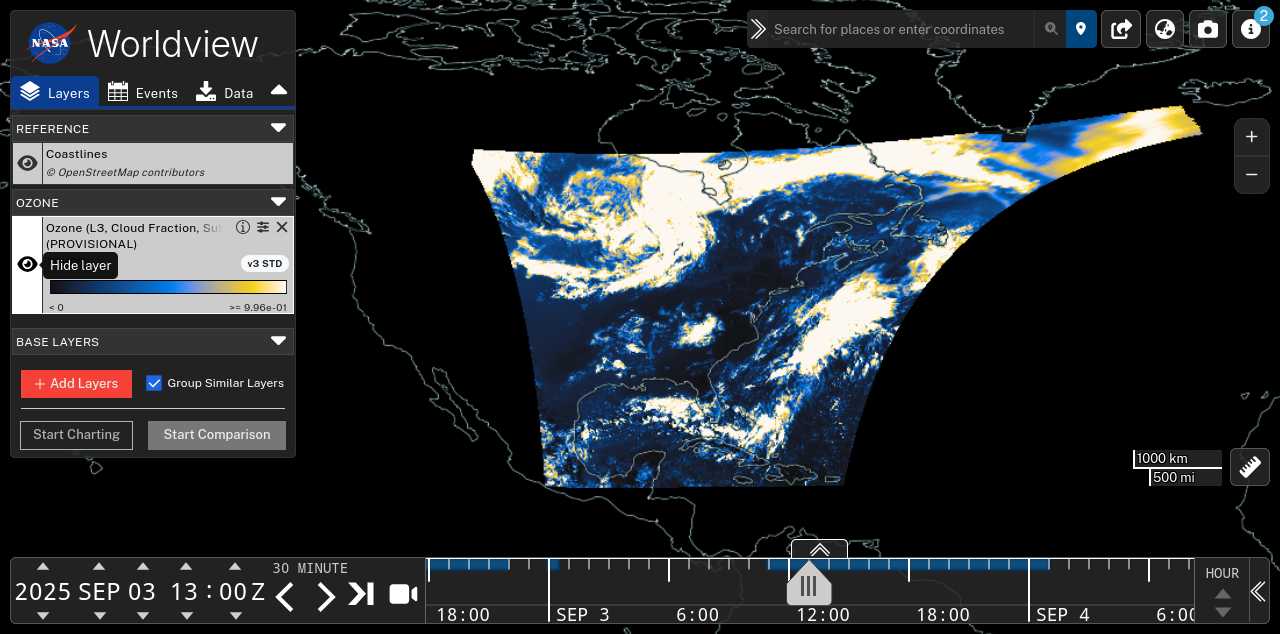 NASA Worldview
Search for places or enter coordinates
2
Layers Events Data
REFERENCE
Coastlines
© OpenStreetMap contributors
OZONE
Ozone (L3, Cloud Fraction, Su
(PROVISIONAL)
Hide layer
v3 STD
< 0 >= 9.96e-01
BASE LAYERS
+ Add Layers Group Similar Layers
Start Charting Start Comparison
+
−
1000 km
500 mi
2025 SEP 03 13 : 00 Z
30 MINUTE
18:00 SEP 3 6:00 12:00 18:00 SEP 4 6:00
HOUR